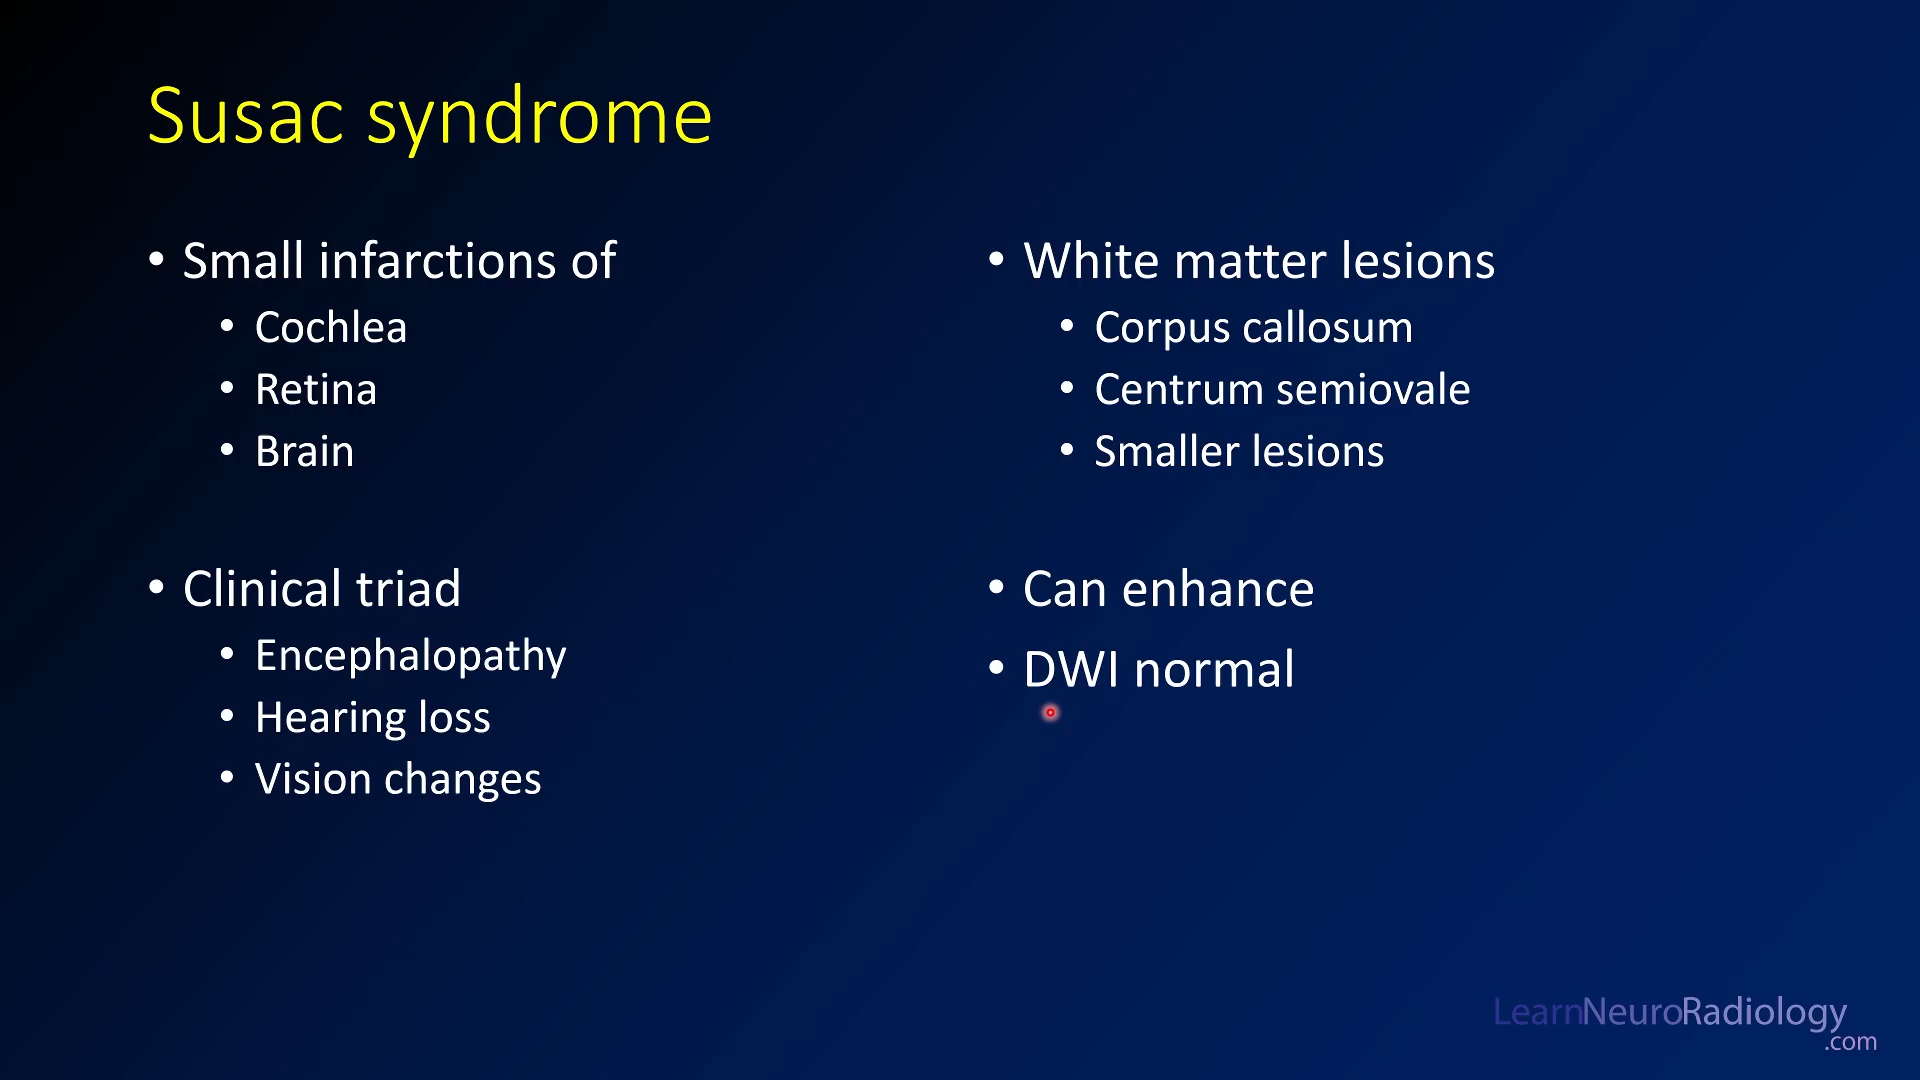 Susac syndrome
• Small infarctions of
• Cochlea
• Retina
• Brain
• Clinical triad
• Encephalopathy
• Hearing loss
• Vision changes
• White matter lesions
• Corpus callosum
• Centrum semiovale
• Smaller lesions
• Can enhance
• DWI normal
LearnNeuroRadiology
.com